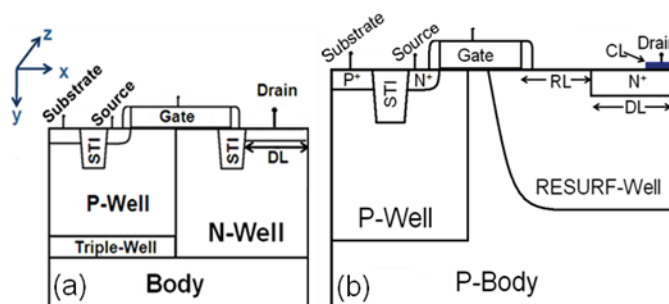 z
x
y
Substrate
Source
Gate
Drain
STI
STI
DL
P-Well
N-Well
Triple-Well
(a)
Body
Substrate
Source
Gate
Drain
CL
P⁺
STI
N⁺
RL
N⁺
DL
P-Well
RESURF-Well
(b)
P-Body